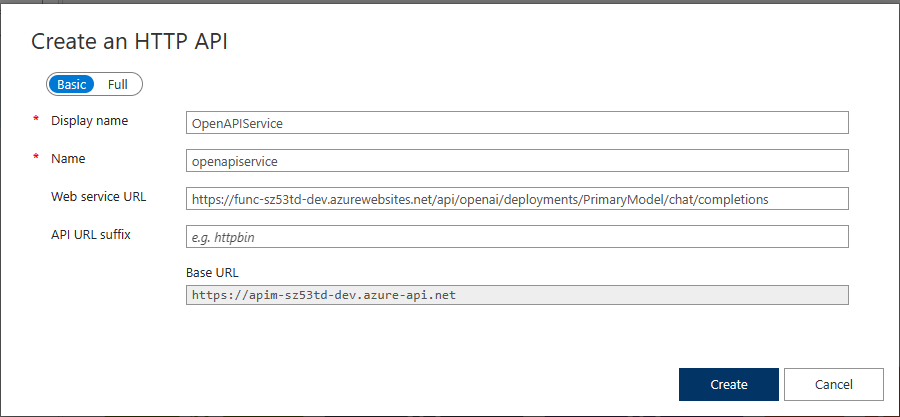 Create an HTTP API
Basic Full
* Display name OpenAPIService
* Name openapiservice
Web service URL https://func-sz53td-dev.azurewebsites.net/api/openai/deployments/PrimaryModel/chat/completions
API URL suffix e.g. httpbin
Base URL
https://apim-sz53td-dev.azure-api.net
Create Cancel